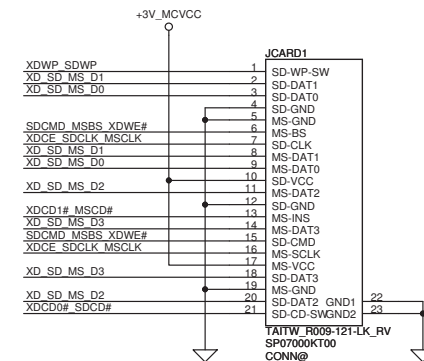 +3V_MCVCC
JCARD1
XDWP_SDWP 1 SD-WP-SW
XD_SD_MS_D1 2 SD-DAT1
XD_SD_MS_D0 3 SD-DAT0
4 SD-GND
5 MS-GND
SDCMD_MSBS_XDWE# 6 MS-BS
XDCE_SDCLK_MSCLK 7 SD-CLK
XD_SD_MS_D1 8 MS-DAT1
XD_SD_MS_D0 9 MS-DAT0
10 SD-VCC
XD_SD_MS_D2 11 MS-DAT2
12 SD-GND
XDCD1#_MSCD# 13 MS-INS
XD_SD_MS_D3 14 MS-DAT3
SDCMD_MSBS_XDWE# 15 SD-CMD
XDCE_SDCLK_MSCLK 16 MS-SCLK
17 MS-VCC
XD_SD_MS_D3 18 SD-DAT3
19 MS-GND
XD_SD_MS_D2 20 SD-DAT2 GND1 22
XDCD0#_SDCD# 21 SD-CD-SWGND2 23
TAITW_R009-121-LK_RV
SP07000KT00
CONN@